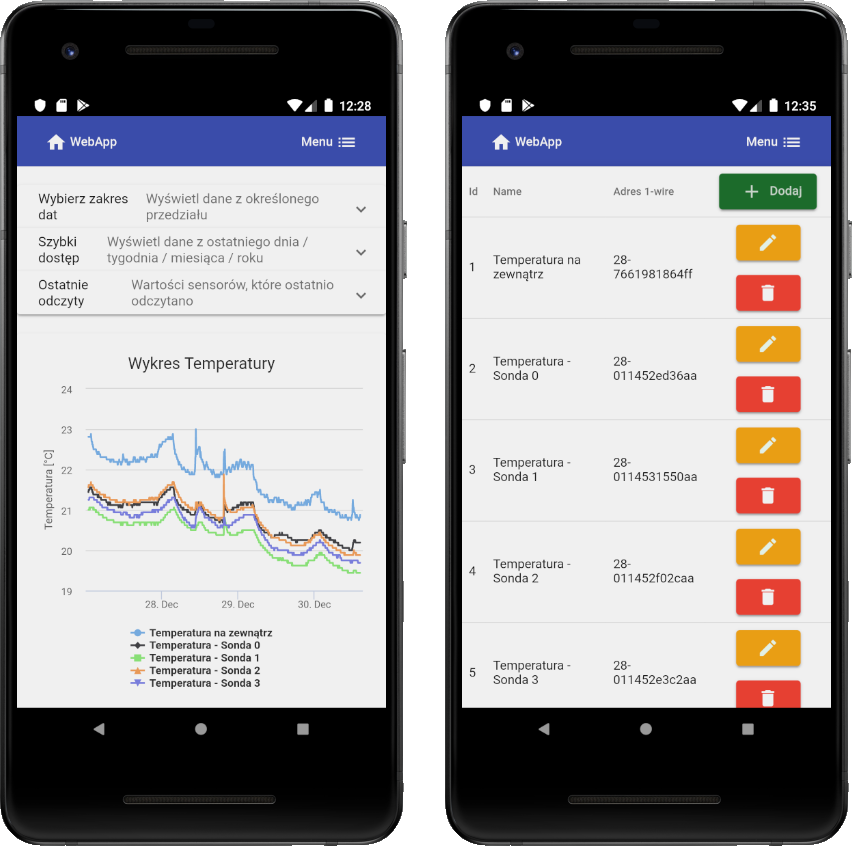 12:28
WebApp
Menu
Wybierz zakres
dat
Wyświetl dane z określonego
przedziału
Szybki
dostęp
Wyświetl dane z ostatniego dnia /
tygodnia / miesiąca / roku
Ostatnie
odczyty
Wartości sensorów, które ostatnio
odczytano
Wykres Temperatury
Temperatura [°C]
24
23
22
21
20
19
28. Dec
29. Dec
30. Dec
Temperatura na zewnątrz
Temperatura - Sonda 0
Temperatura - Sonda 1
Temperatura - Sonda 2
Temperatura - Sonda 3
12:35
WebApp
Menu
Id
Name
Adres 1-wire
Dodaj
1
Temperatura na
zewnątrz
28-
7661981864ff
2
Temperatura -
Sonda 0
28-
011452ed36aa
3
Temperatura -
Sonda 1
28-
0114531550aa
4
Temperatura -
Sonda 2
28-
011452f02caa
5
Temperatura -
Sonda 3
28-
011452e3c2aa